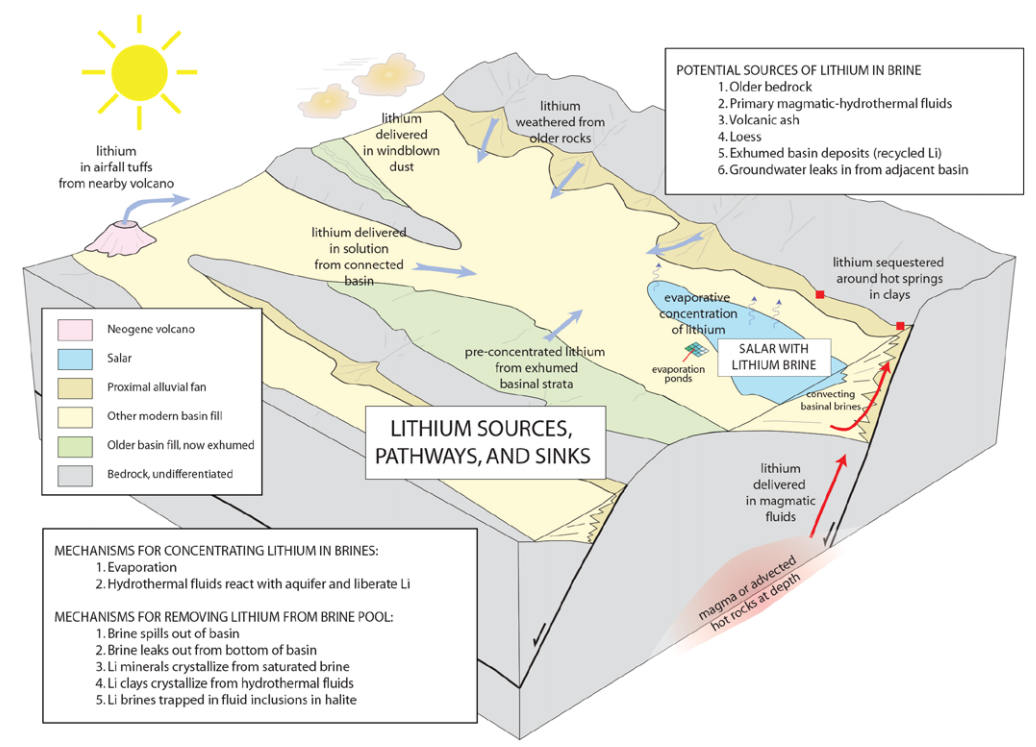 POTENTIAL SOURCES OF LITHIUM IN BRINE
1. Older bedrock
2. Primary magmatic-hydrothermal fluids
3. Volcanic ash
4. Loess
5. Exhumed basin deposits (recycled Li)
6. Groundwater leaks in from adjacent basin
lithium
in airfall tuffs
from nearby volcano
lithium
delivered
in windblown
dust
lithium
weathered from
older rocks
lithium delivered
in solution
from connected
basin
lithium sequestered
around hot springs
in clays
evaporative
concentration
of lithium
evaporation
ponds
SALAR WITH
LITHIUM BRINE
pre-concentrated lithium
from exhumed
basinal strata
convecting
basinal brines
Neogene volcano
Salar
Proximal alluvial fan
Other modern basin fill
Older basin fill, now exhumed
Bedrock, undifferentiated
LITHIUM SOURCES,
PATHWAYS, AND SINKS
lithium
delivered
in magmatic
fluids
magma or advected
hot rocks at depth
MECHANISMS FOR CONCENTRATING LITHIUM IN BRINES:
1. Evaporation
2. Hydrothermal fluids react with aquifer and liberate Li
MECHANISMS FOR REMOVING LITHIUM FROM BRINE POOL:
1. Brine spills out of basin
2. Brine leaks out from bottom of basin
3. Li minerals crystallize from saturated brine
4. Li clays crystallize from hydrothermal fluids
5. Li brines trapped in fluid inclusions in halite